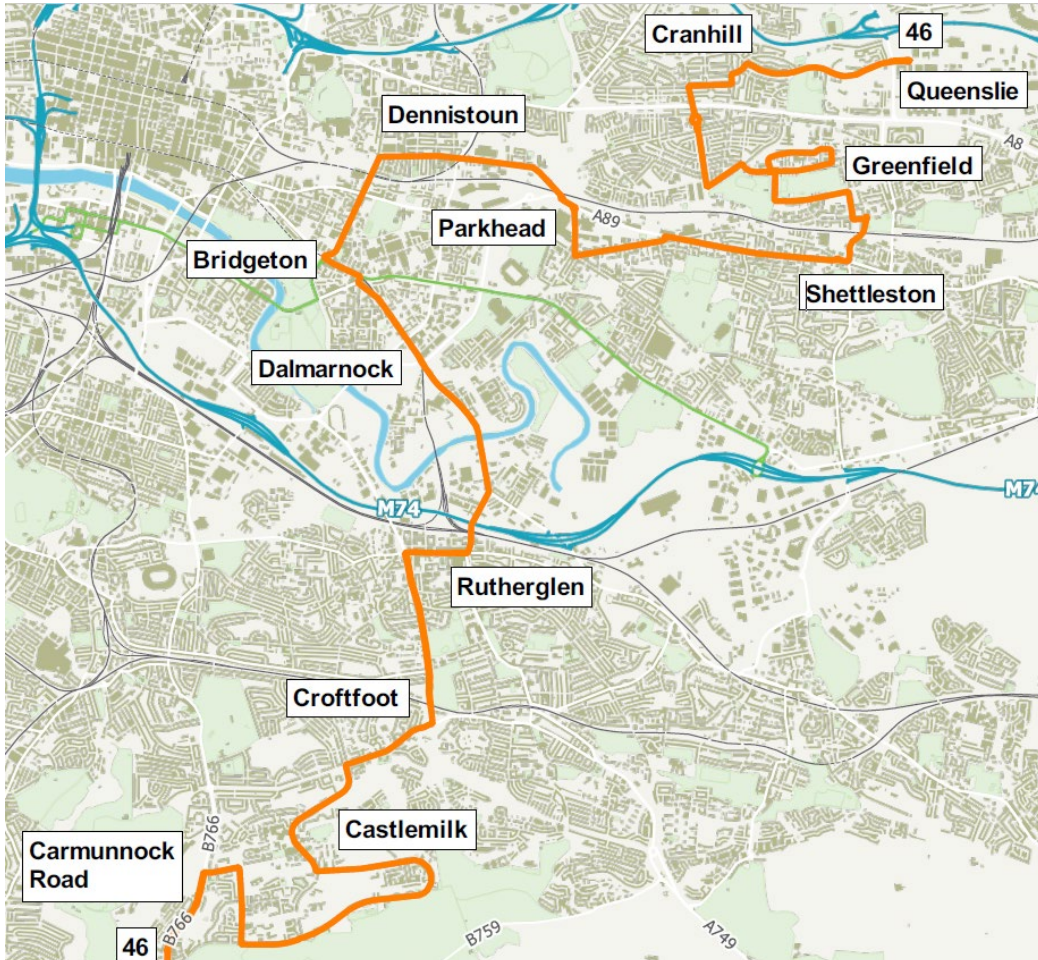 Cranhill
46
Queenslie
Dennistoun
A8
Greenfield
A89
Parkhead
Bridgeton
Shettleston
Dalmarnock
M74
M74
Rutherglen
Croftfoot
B766
Castlemilk
Carmunnock
Road
B766
46
B759
A749